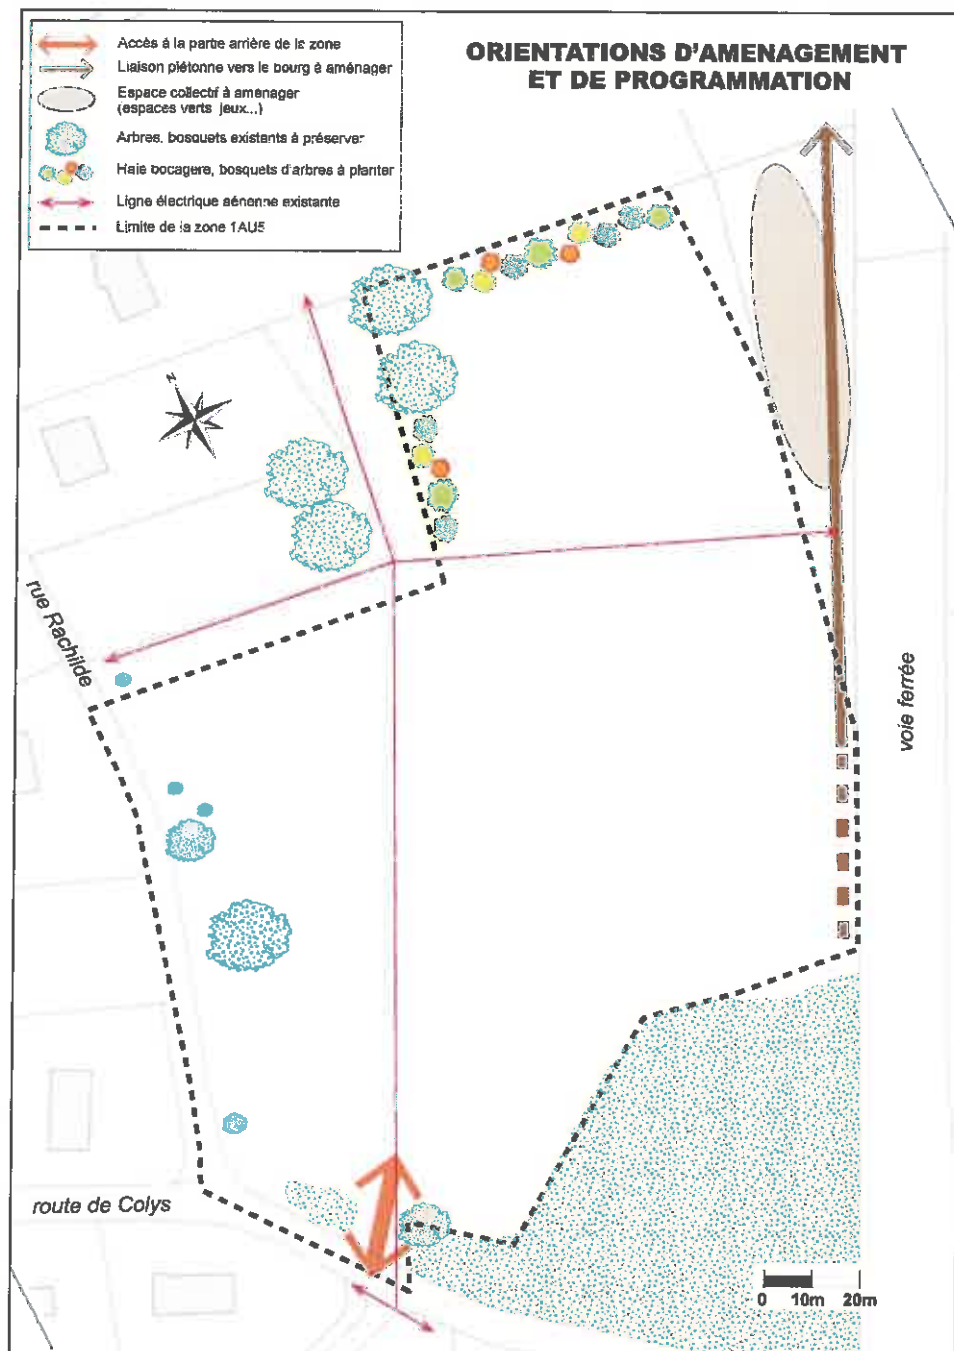 Accès à la partie arrière de la zone
Liaison piétonne vers le bourg à aménager
Espace collectif à amenager
(espaces verts jeux...)
Arbres, bosquets existants à préserver
Haie bocagere, bosquets d'arbres à planter
Ligne électrique aérienne existante
Limite de la zone 1AU5
ORIENTATIONS D'AMENAGEMENT
ET DE PROGRAMMATION
N
rue Rachilde
voie ferrée
route de Colys
0 10m 20m